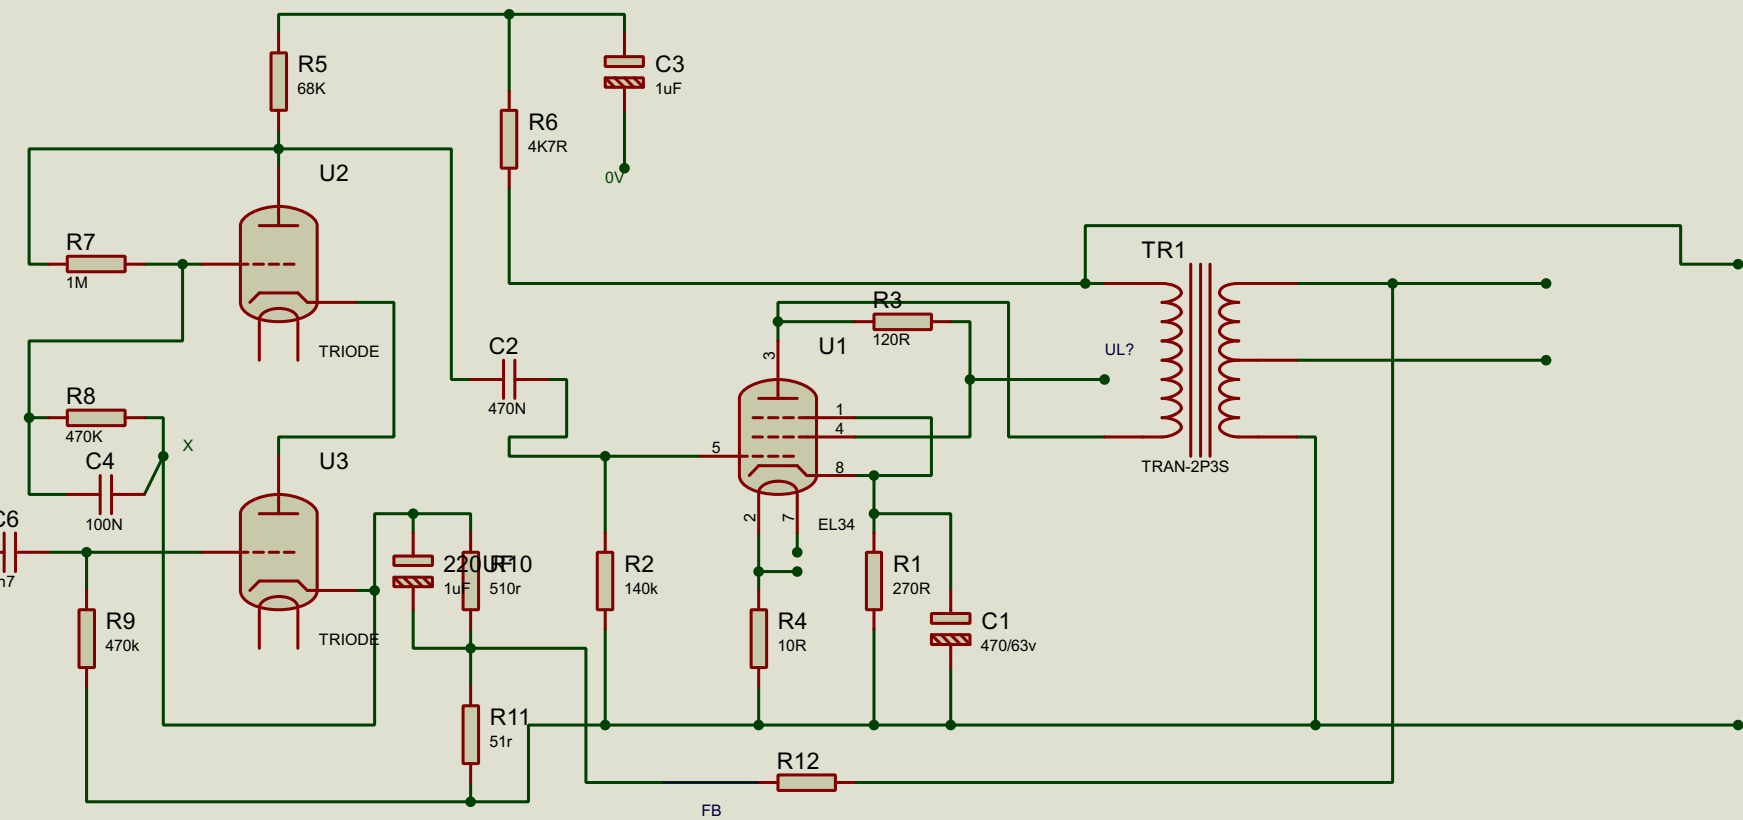 R5
68K
C3
1uF
R6
4K7R
0V
U2
R7
1M
TRIODE
TR1
R3
120R
UL?
U1
3
C2
470N
R8
470K
X
1
4
5
8
C4
100N
U3
TRAN-2P3S
C6
n7
2
7
EL34
220UF
R10
1uF
510r
R2
140k
R1
270R
R9
470k
TRIODE
R4
10R
C1
470/63v
R11
51r
R12
FB